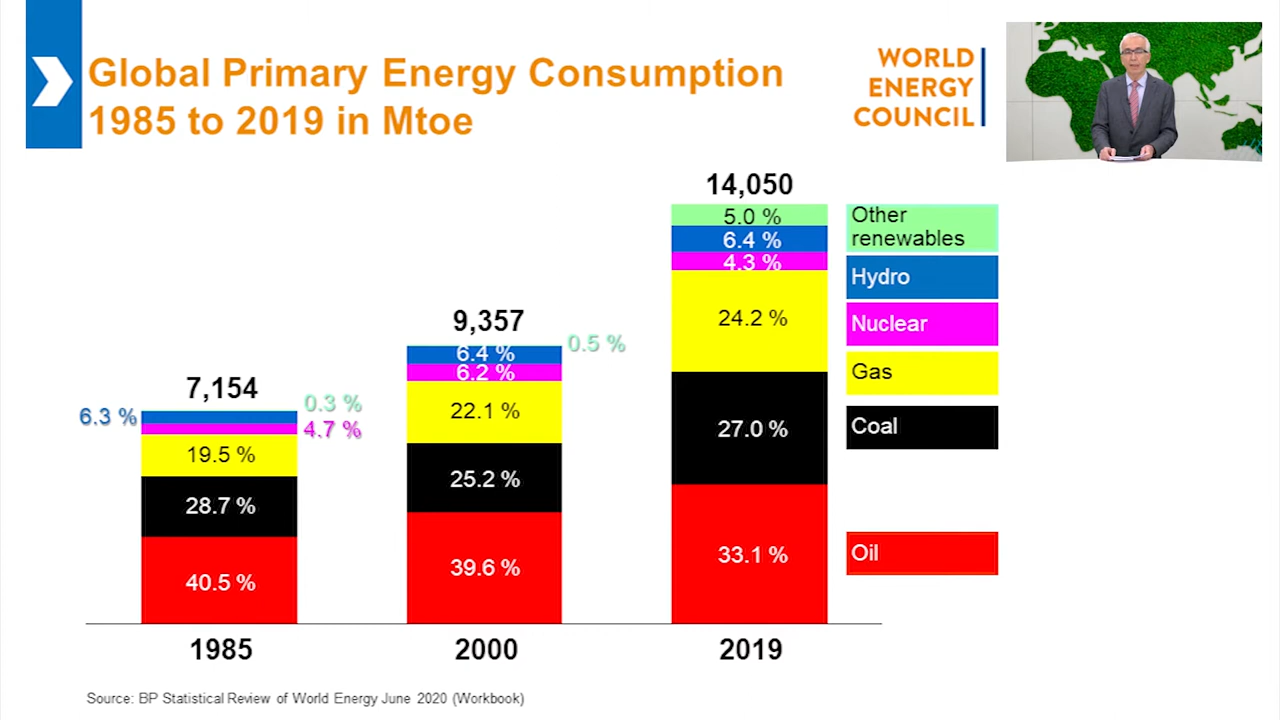 Global Primary Energy Consumption
1985 to 2019 in Mtoe
WORLD
ENERGY
COUNCIL
14,050
5.0 %
6.4 %
4.3 %
24.2 %
27.0 %
33.1 %
9,357
0.5 %
6.4 %
6.2 %
22.1 %
25.2 %
39.6 %
7,154
0.3 %
6.3 %
4.7 %
19.5 %
28.7 %
40.5 %
Other
renewables
Hydro
Nuclear
Gas
Coal
Oil
1985
2000
2019
Source: BP Statistical Review of World Energy June 2020 (Workbook)